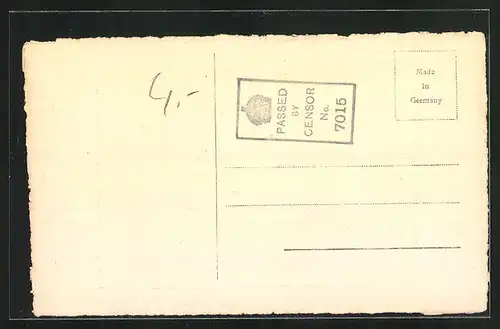 4,-
PASSED
BY
CENSOR
No.
7015
Made
in
Germany